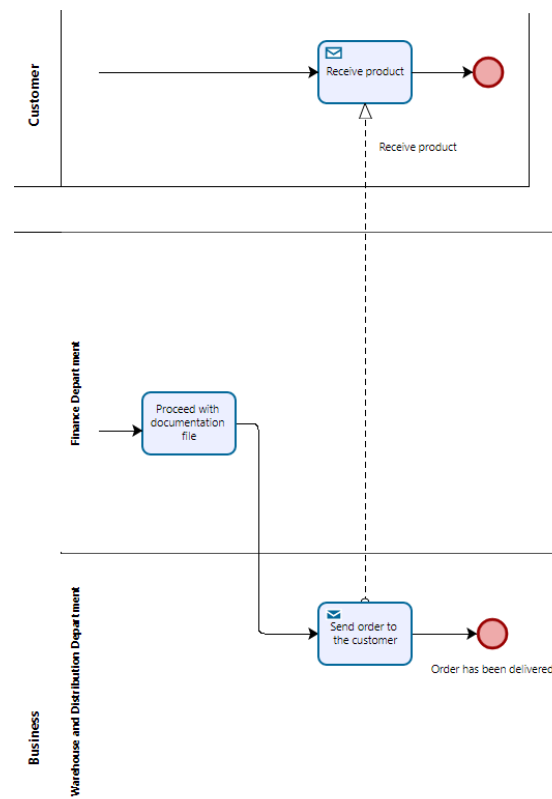 Customer
Receive product
Receive product
Finance Department
Proceed with
documentation
file
Business
Warehouse and Distribution Department
Send order to
the customer
Order has been delivered